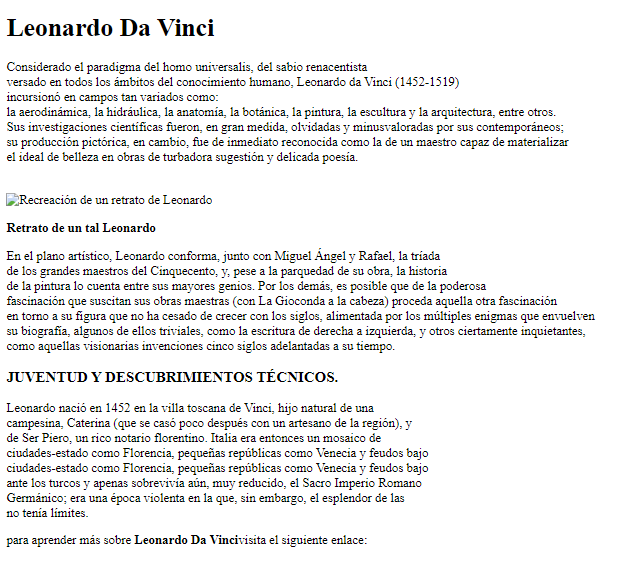 Leonardo Da Vinci
Considerado el paradigma del homo universalis, del sabio renacentista
versado en todos los ámbitos del conocimiento humano, Leonardo da Vinci (1452-1519)
incursionó en campos tan variados como:
la aerodinámica, la hidráulica, la anatomía, la botánica, la pintura, la escultura y la arquitectura, entre otros.
Sus investigaciones científicas fueron, en gran medida, olvidadas y minusvaloradas por sus contemporáneos;
su producción pictórica, en cambio, fue de inmediato reconocida como la de un maestro capaz de materializar
el ideal de belleza en obras de turbadora sugestión y delicada poesía.
Recreación de un retrato de Leonardo
Retrato de un tal Leonardo
En el plano artístico, Leonardo conforma, junto con Miguel Ángel y Rafael, la tríada
de los grandes maestros del Cinquecento, y, pese a la parquedad de su obra, la historia
de la pintura lo cuenta entre sus mayores genios. Por los demás, es posible que de la poderosa
fascinación que suscitan sus obras maestras (con La Gioconda a la cabeza) proceda aquella otra fascinación
en torno a su figura que no ha cesado de crecer con los siglos, alimentada por los múltiples enigmas que envuelven
su biografía, algunos de ellos triviales, como la escritura de derecha a izquierda, y otros ciertamente inquietantes,
como aquellas visionarias invenciones cinco siglos adelantadas a su tiempo.
JUVENTUD Y DESCUBRIMIENTOS TÉCNICOS.
Leonardo nació en 1452 en la villa toscana de Vinci, hijo natural de una
campesina, Caterina (que se casó poco después con un artesano de la región), y
de Ser Piero, un rico notario florentino. Italia era entonces un mosaico de
ciudades-estado como Florencia, pequeñas repúblicas como Venecia y feudos bajo
ciudades-estado como Florencia, pequeñas repúblicas como Venecia y feudos bajo
ante los turcos y apenas sobrevivía aún, muy reducido, el Sacro Imperio Romano
Germánico; era una época violenta en la que, sin embargo, el esplendor de las
no tenía límites.
para aprender más sobre Leonardo Da Vincivisita el siguiente enlace: